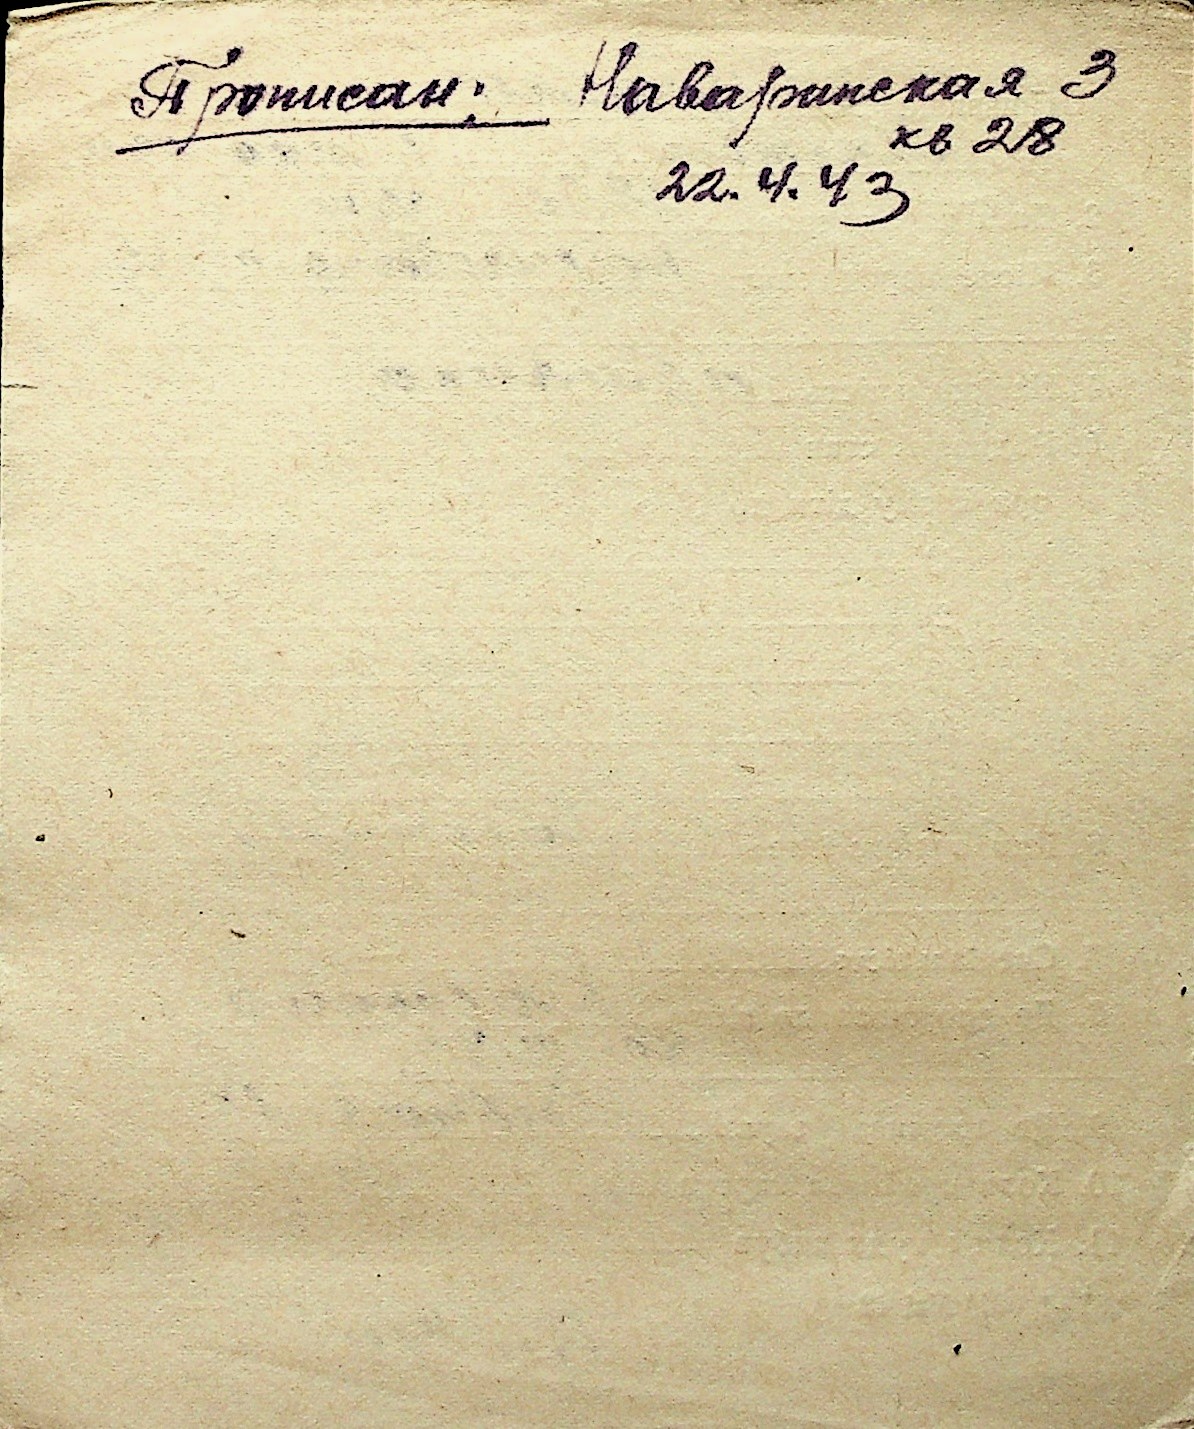 Прописан: Наваринская 3
кв 28
22.4.43